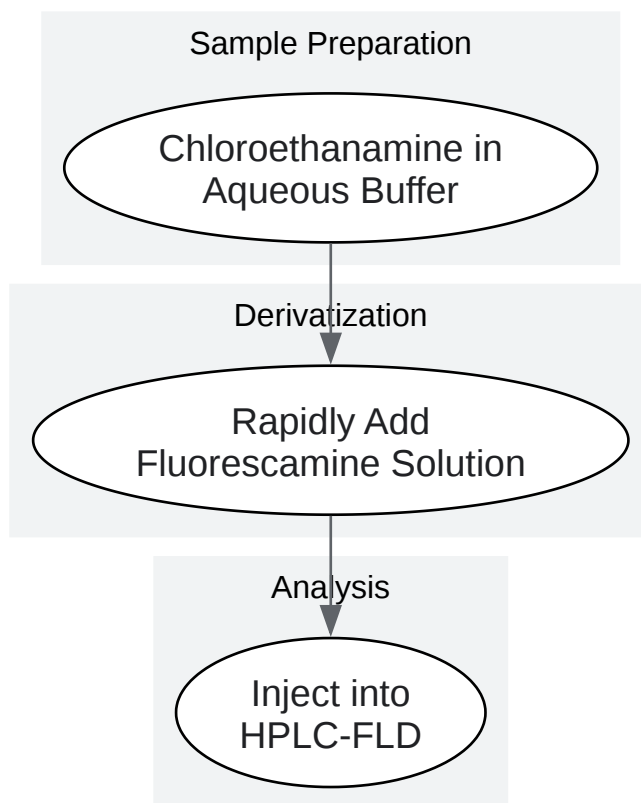 Sample Preparation
Chloroethanamine in
Aqueous Buffer
Derivatization
Rapidly Add
Fluorescamine Solution
Analysis
Inject into
HPLC-FLD